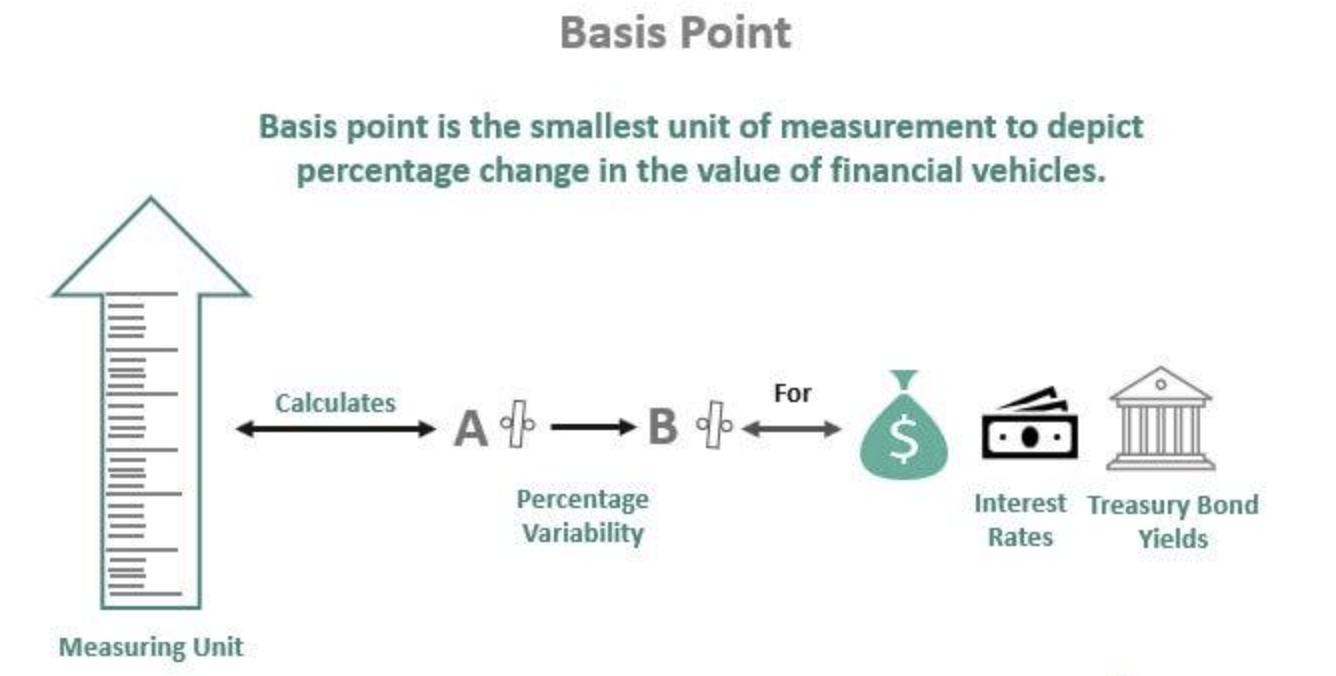 Basis Point
Basis point is the smallest unit of measurement to depict
percentage change in the value of financial vehicles.
Calculates
A %
B %
For
$
Percentage
Variability
Interest
Rates
Treasury Bond
Yields
Measuring Unit